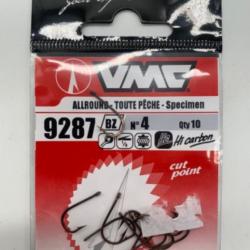 VMC
ALLROUND - TOUTE PÊCHE - Specimen
9287 BZ N°4 Qty 10
Hi carbon
cut
point